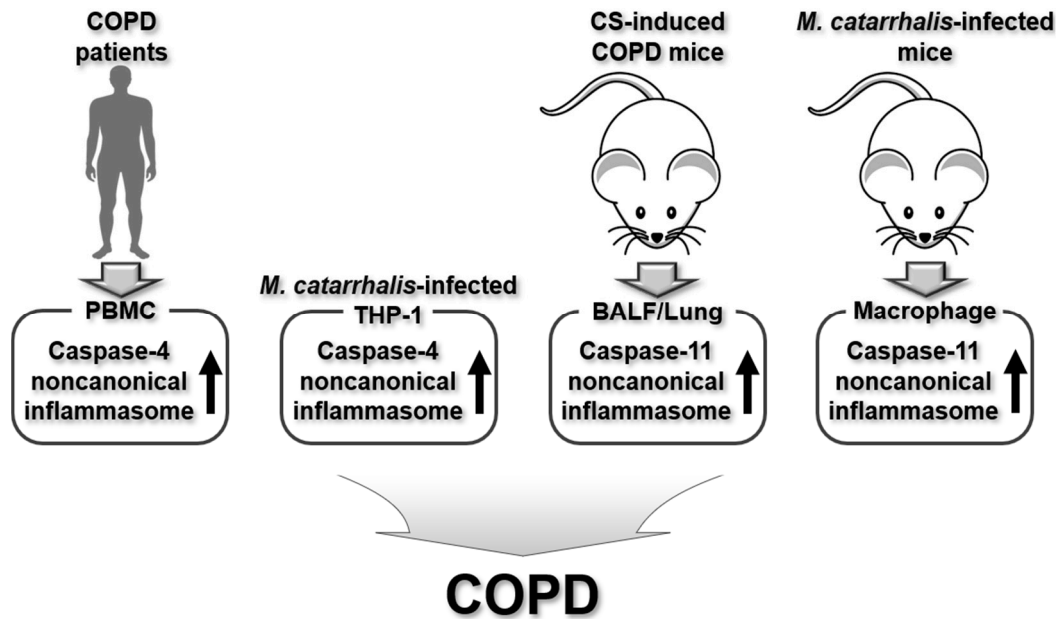 COPD
patients
CS-induced
COPD mice
M. catarrhalis-infected
mice
M. catarrhalis-infected
PBMC
THP-1
BALF/Lung
Macrophage
Caspase-4
noncanonical
inflammasome
Caspase-4
noncanonical
inflammasome
Caspase-11
noncanonical
inflammasome
Caspase-11
noncanonical
inflammasome
COPD